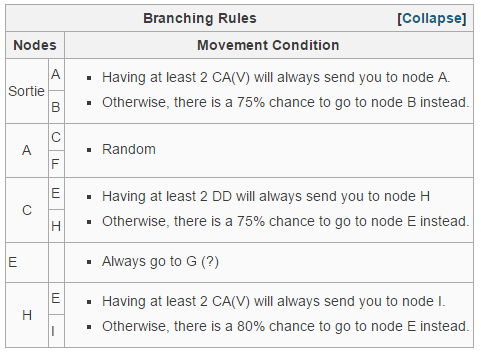 Branching Rules [Collapse]
Nodes Movement Condition
Sortie A B
Having at least 2 CA(V) will always send you to node A.
Otherwise, there is a 75% chance to go to node B instead.
A C F
Random
C E H
Having at least 2 DD will always send you to node H
Otherwise, there is a 75% chance to go to node E instead.
E
Always go to G (?)
H E I
Having at least 2 CA(V) will always send you to node I.
Otherwise, there is a 80% chance to go to node E instead.